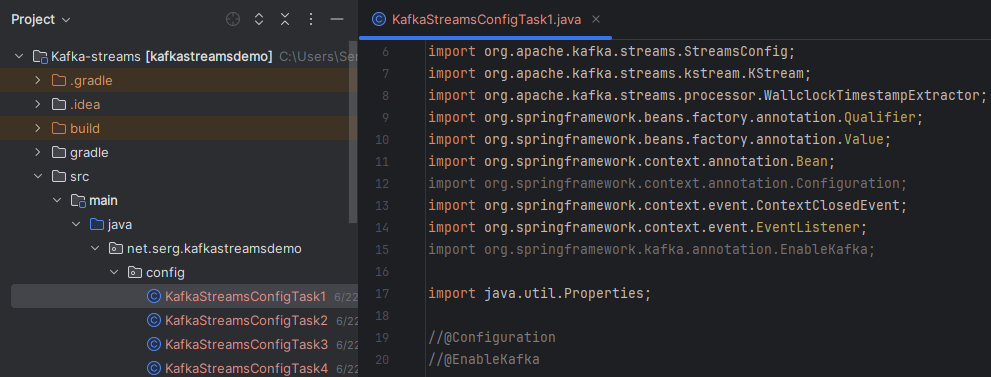 Project
Kafka-streams [kafkastreamsdemo] C:\Users\Ser
.gradle
.idea
build
gradle
src
main
java
net.serg.kafkastreamsdemo
config
KafkaStreamsConfigTask1 6/22
KafkaStreamsConfigTask2 6/22
KafkaStreamsConfigTask3 6/22
KafkaStreamsConfigTask4 6/22
KafkaStreamsConfigTask1.java
6 import org.apache.kafka.streams.StreamsConfig;
7 import org.apache.kafka.streams.kstream.KStream;
8 import org.apache.kafka.streams.processor.WallclockTimestampExtractor;
9 import org.springframework.beans.factory.annotation.Qualifier;
10 import org.springframework.beans.factory.annotation.Value;
11 import org.springframework.context.annotation.Bean;
12 import org.springframework.context.annotation.Configuration;
13 import org.springframework.context.event.ContextClosedEvent;
14 import org.springframework.context.event.EventListener;
15 import org.springframework.kafka.annotation.EnableKafka;
16
17 import java.util.Properties;
18
19 //@Configuration
20 //@EnableKafka